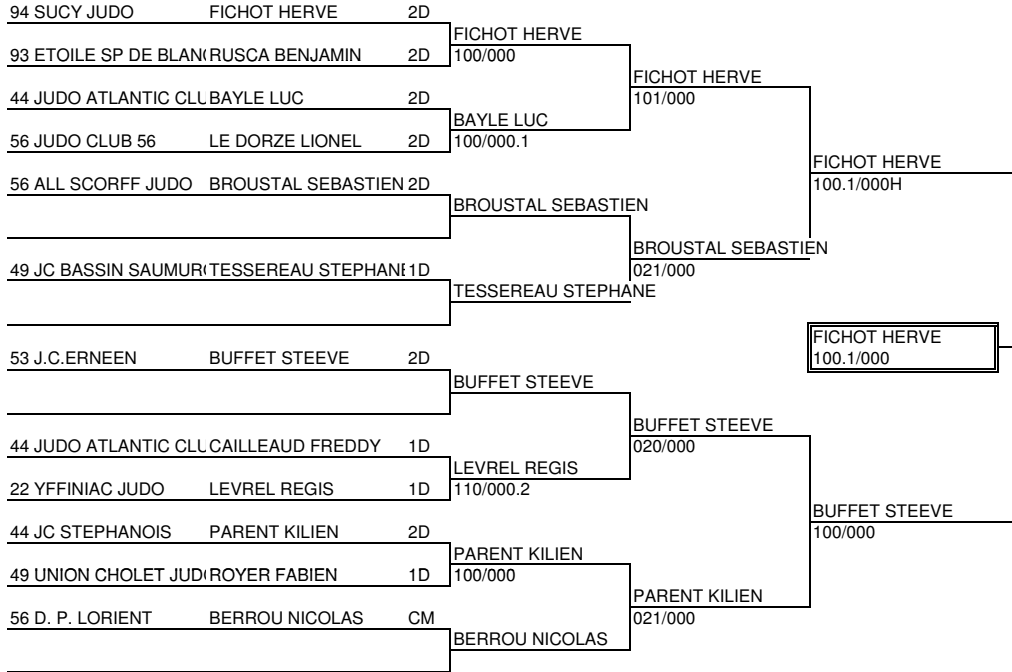 94 SUCY JUDO FICHOT HERVE 2D
FICHOT HERVE
93 ETOILE SP DE BLAN( RUSCA BENJAMIN 2D 100/000
FICHOT HERVE
44 JUDO ATLANTIC CLU BAYLE LUC 2D 101/000
BAYLE LUC
56 JUDO CLUB 56 LE DORZE LIONEL 2D 100/000.1
FICHOT HERVE
56 ALL SCORFF JUDO BROUSTAL SEBASTIEN 2D 100.1/000H
BROUSTAL SEBASTIEN
BROUSTAL SEBASTIEN
49 JC BASSIN SAUMUR( TESSEREAU STEPHANE 1D 021/000
TESSEREAU STEPHANE
FICHOT HERVE
53 J.C.ERNEEN BUFFET STEEVE 2D 100.1/000
BUFFET STEEVE
BUFFET STEEVE
44 JUDO ATLANTIC CLU CAILLEAUD FREDDY 1D 020/000
LEVREL REGIS
22 YFFINIAC JUDO LEVREL REGIS 1D 110/000.2
BUFFET STEEVE
44 JC STEPHANOIS PARENT KILIEN 2D 100/000
PARENT KILIEN
49 UNION CHOLET JUD( ROYER FABIEN 1D 100/000
PARENT KILIEN
56 D. P. LORIENT BERROU NICOLAS CM 021/000
BERROU NICOLAS